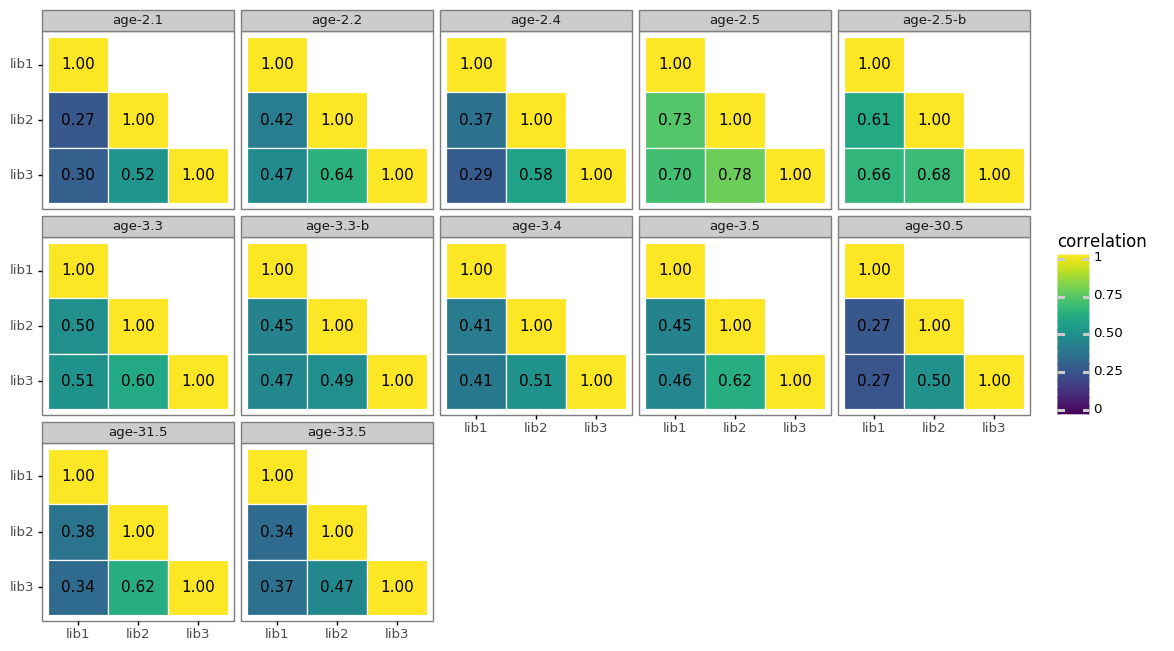 age-2.1 age-2.2 age-2.4 age-2.5 age-2.5-b
lib1 1.00 1.00 1.00 1.00 1.00
lib2 0.27 1.00 0.42 1.00 0.37 1.00 0.73 1.00 0.61 1.00
lib3 0.30 0.52 1.00 0.47 0.64 1.00 0.29 0.58 1.00 0.70 0.78 1.00 0.66 0.68 1.00
age-3.3 age-3.3-b age-3.4 age-3.5 age-30.5
lib1 1.00 1.00 1.00 1.00 1.00
lib2 0.50 1.00 0.45 1.00 0.41 1.00 0.45 1.00 0.27 1.00
lib3 0.51 0.60 1.00 0.47 0.49 1.00 0.41 0.51 1.00 0.46 0.62 1.00 0.27 0.50 1.00
lib1 lib2 lib3 lib1 lib2 lib3 lib1 lib2 lib3
age-31.5 age-33.5
lib1 1.00 1.00
lib2 0.38 1.00 0.34 1.00
lib3 0.34 0.62 1.00 0.37 0.47 1.00
lib1 lib2 lib3 lib1 lib2 lib3
correlation
1
0.75
0.50
0.25
0